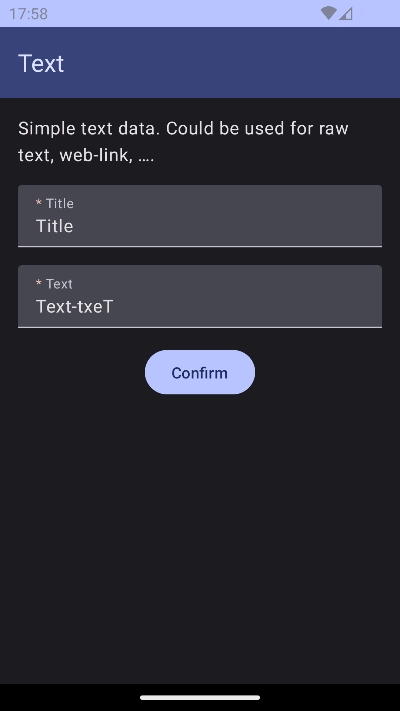 17:58
Text
Simple text data. Could be used for raw
text, web-link, ....
* Title
Title
* Text
Text-txeT
Confirm